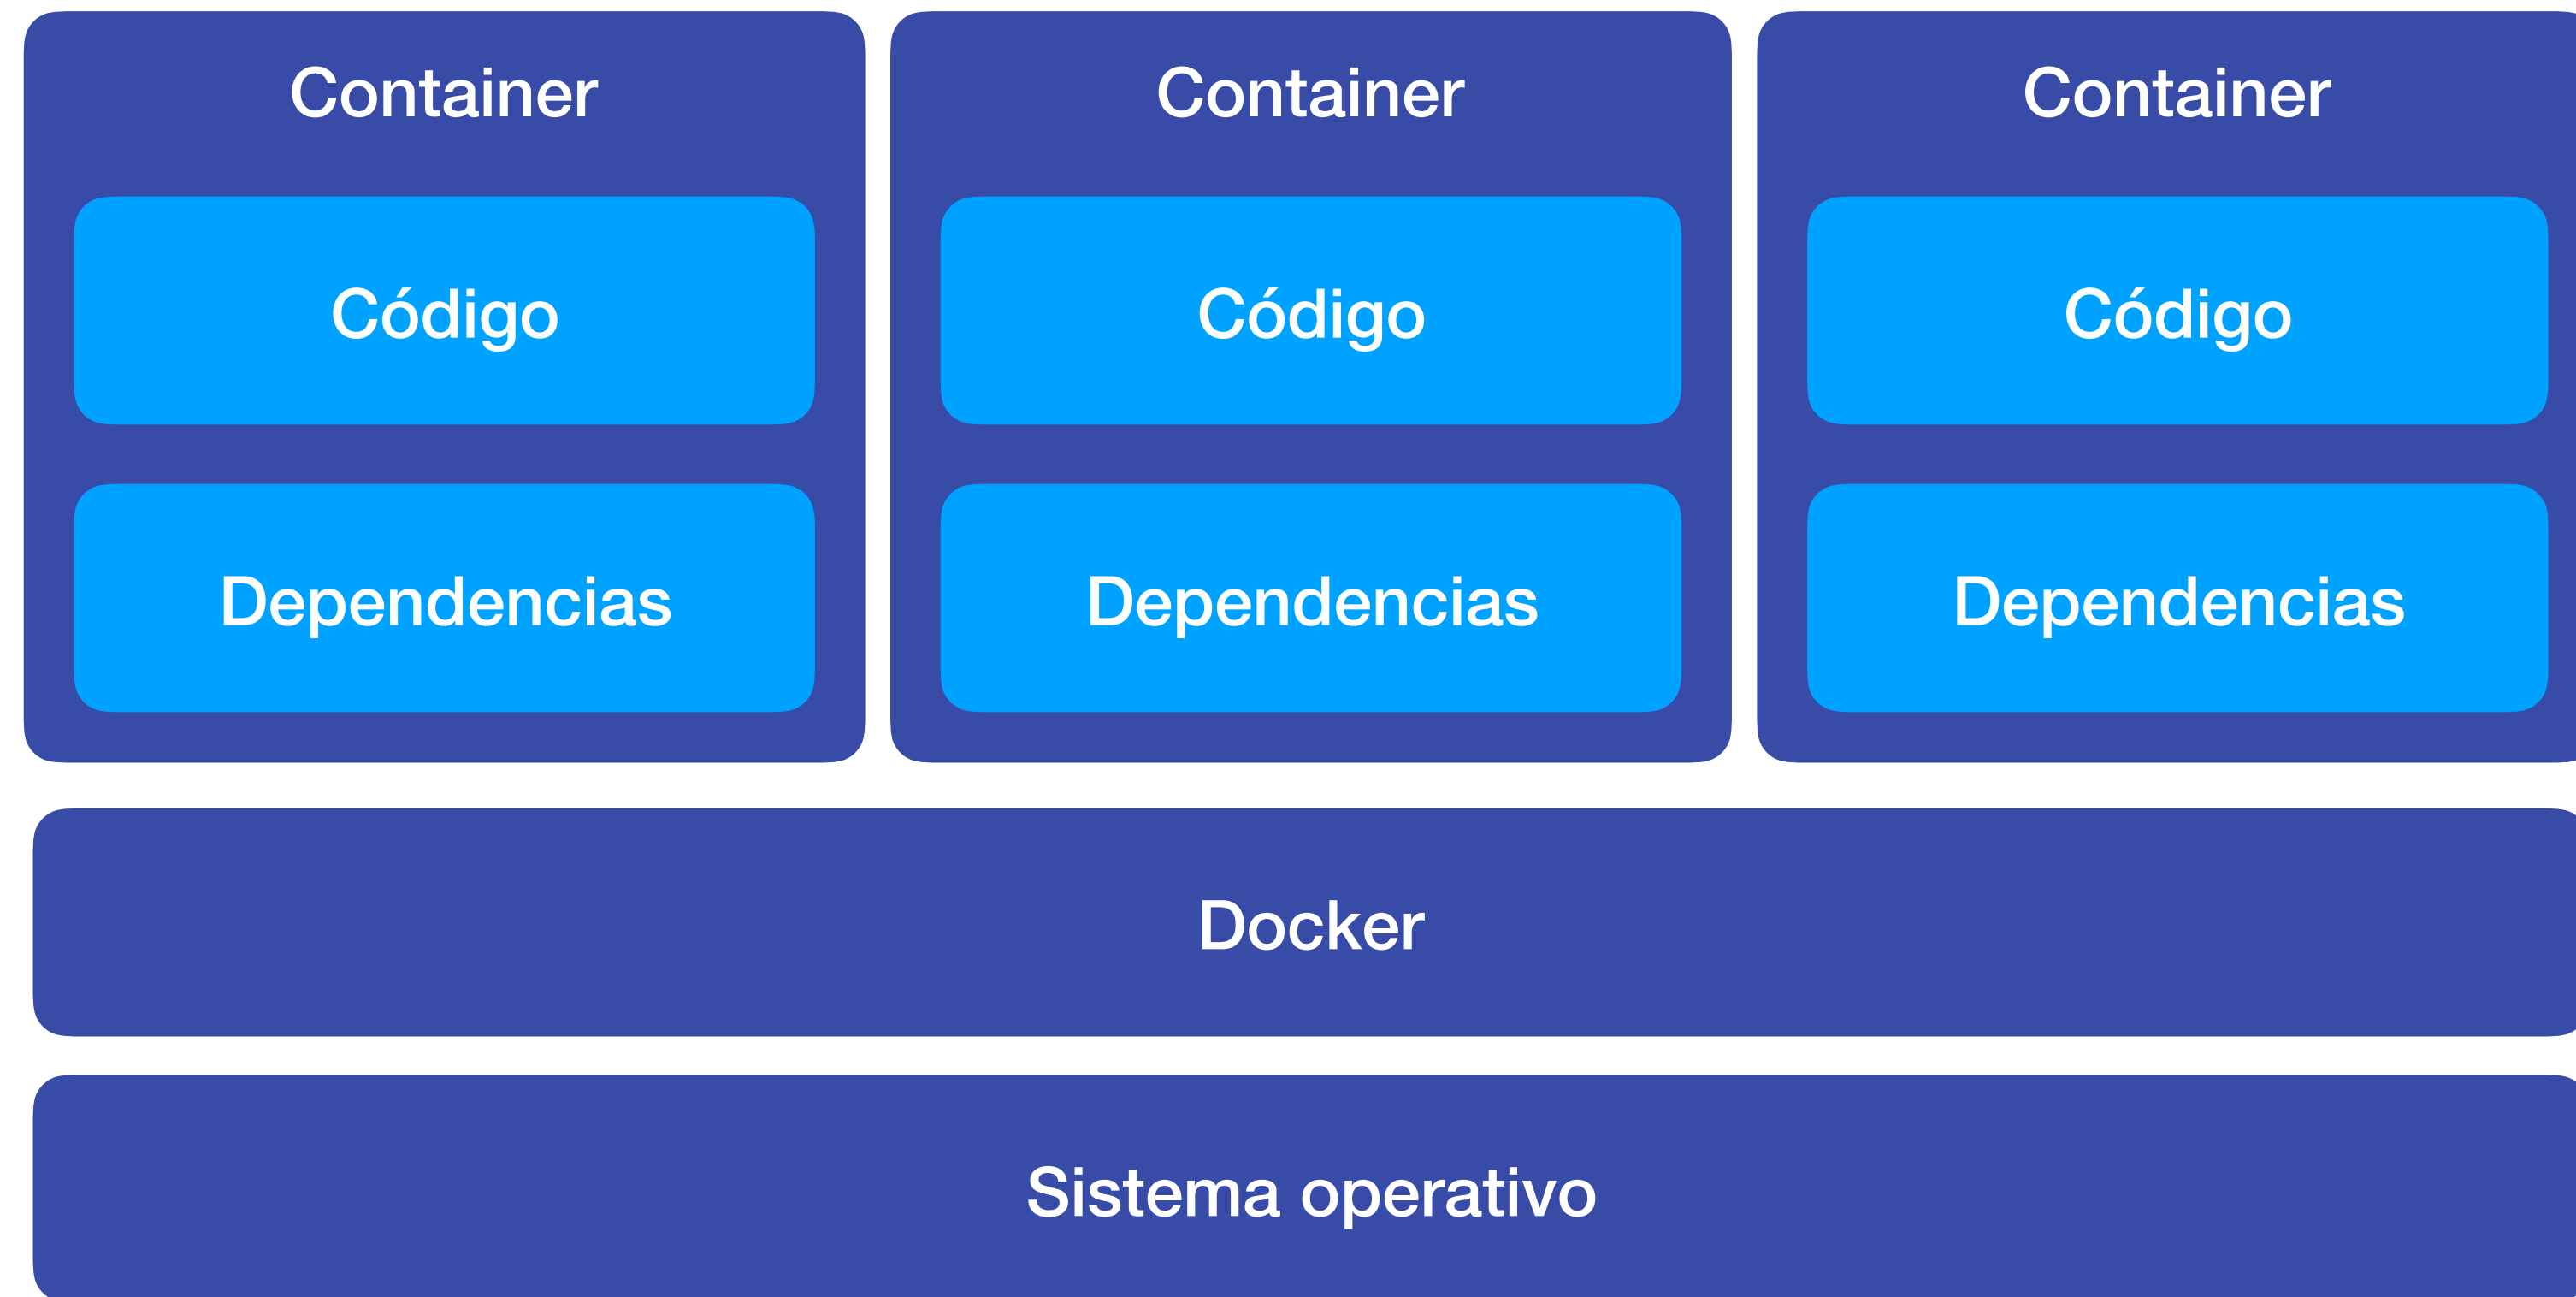 Container
Código
Dependencias
Container
Código
Dependencias
Container
Código
Dependencias
Docker
Sistema operativo